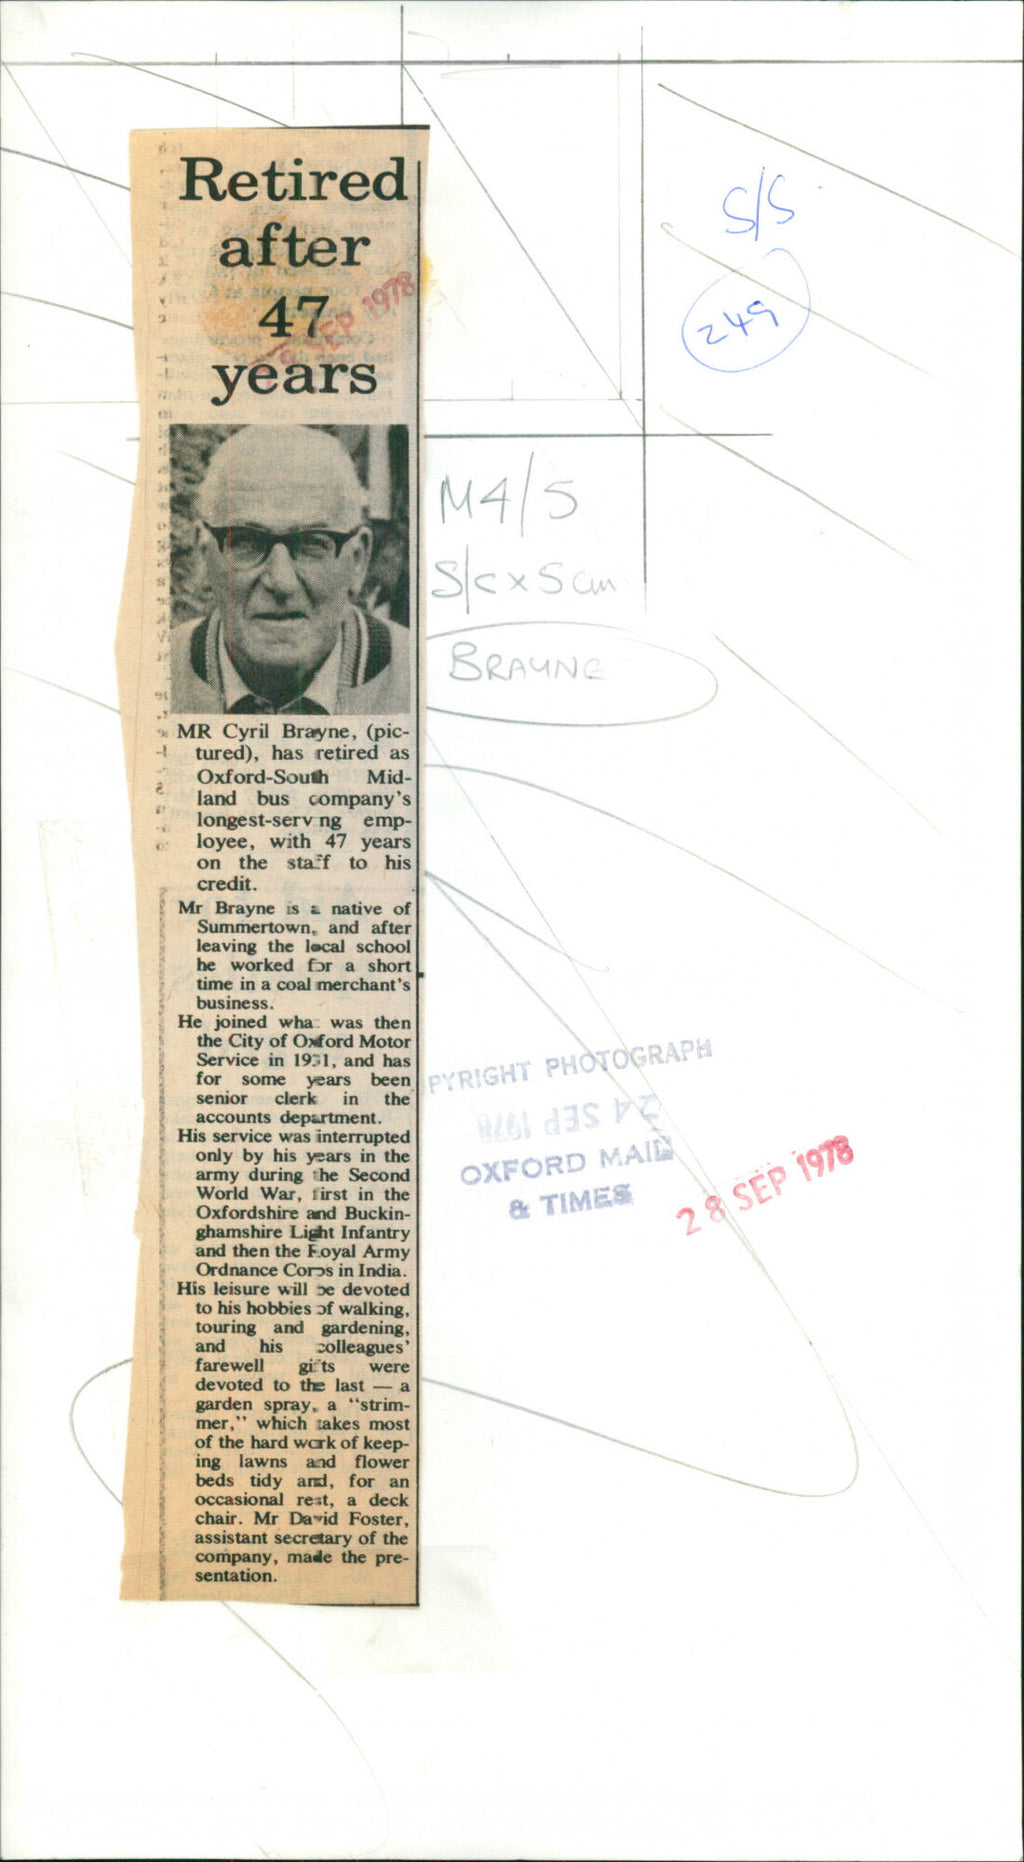 Retired
after
47
years
28 SEP 1978
MR Cyril Brayne, (pic-
tured), has retired as
Oxford-South Mid-
land bus company's
longest-serving emp-
loyee, with 47 years
on the staff to his
credit.
Mr Brayne is a native of
Summertown, and after
leaving the local school
he worked for a short
time in a coal merchant's
business.
He joined what was then
the City of Oxford Motor
Service in 1931, and has
for some years been
senior clerk in the
accounts department.
His service was interrupted
only by his years in the
army during the Second
World War, first in the
Oxfordshire and Buckin-
ghamshire Light Infantry
and then the Royal Army
Ordnance Corps in India.
His leisure will be devoted
to his hobbies of walking,
touring and gardening,
and his colleagues'
farewell gifts were
devoted to the last — a
garden spray, a "strim-
mer," which takes most
of the hard work of keep-
ing lawns and flower
beds tidy and, for an
occasional rest, a deck
chair. Mr David Foster,
assistant secretary of the
company, made the pre-
sentation.
S/S
249
M4/5
S/c x 5cm
BRAYNE
PYRIGHT PHOTOGRAPH
24 SEP 1978
OXFORD MAIL
& TIMES
28 SEP 1978